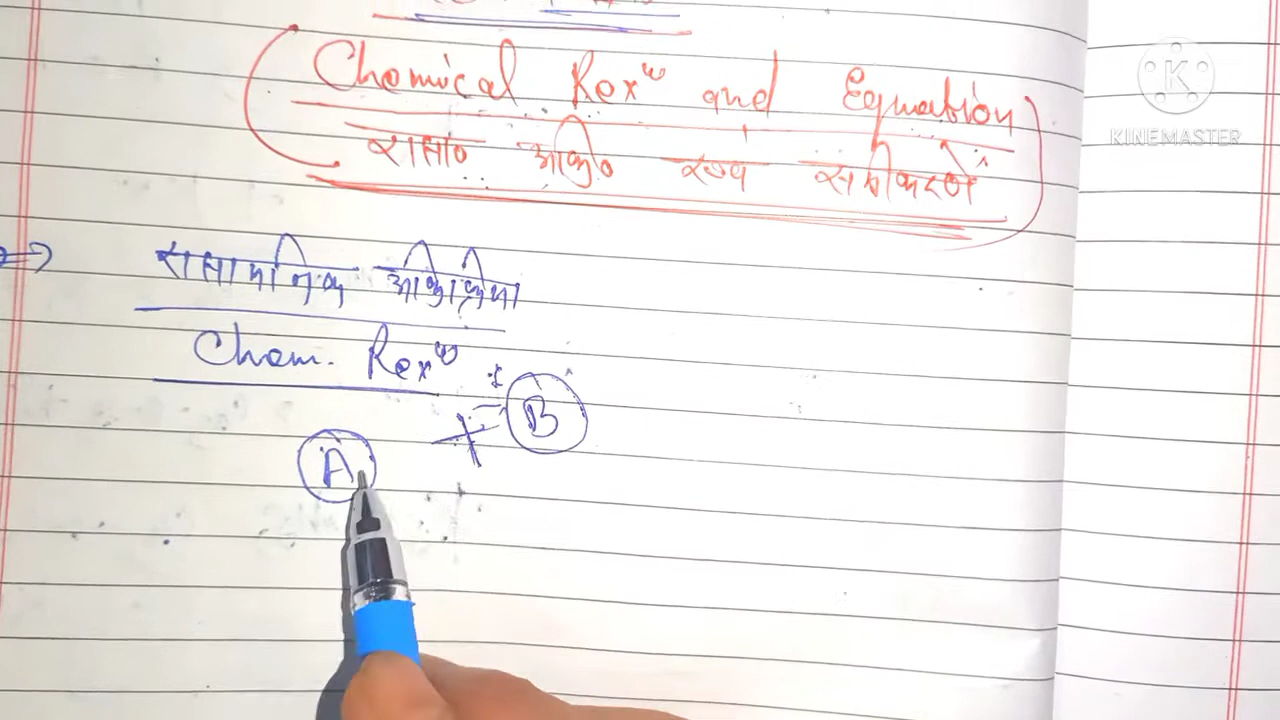 Chemical Rexⁿ and Equation
रासा० अभि० एवं समीकरणें
रासायनिक अभिक्रिया
Chem. Rexⁿ
A + B
K
KINEMASTER